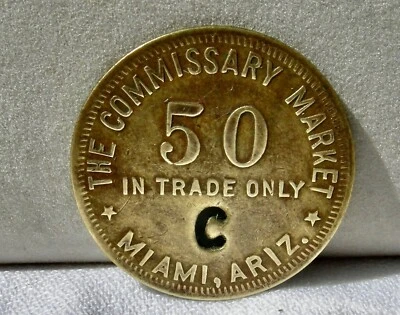 THE COMMISSARY MARKET
50
IN TRADE ONLY
C
MIAMI, ARIZ.